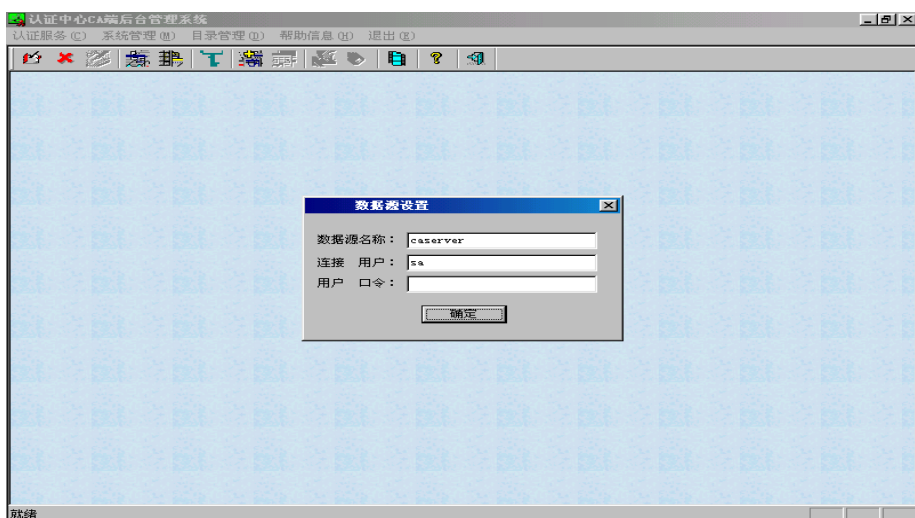 认证中心CA端后台管理系统
认证服务(C) 系统管理(M) 目录管理(D) 帮助信息(H) 退出(E)
数据源设置
数据源名称： caserver
连接 用户： sa
用户 口令：
确定
就绪